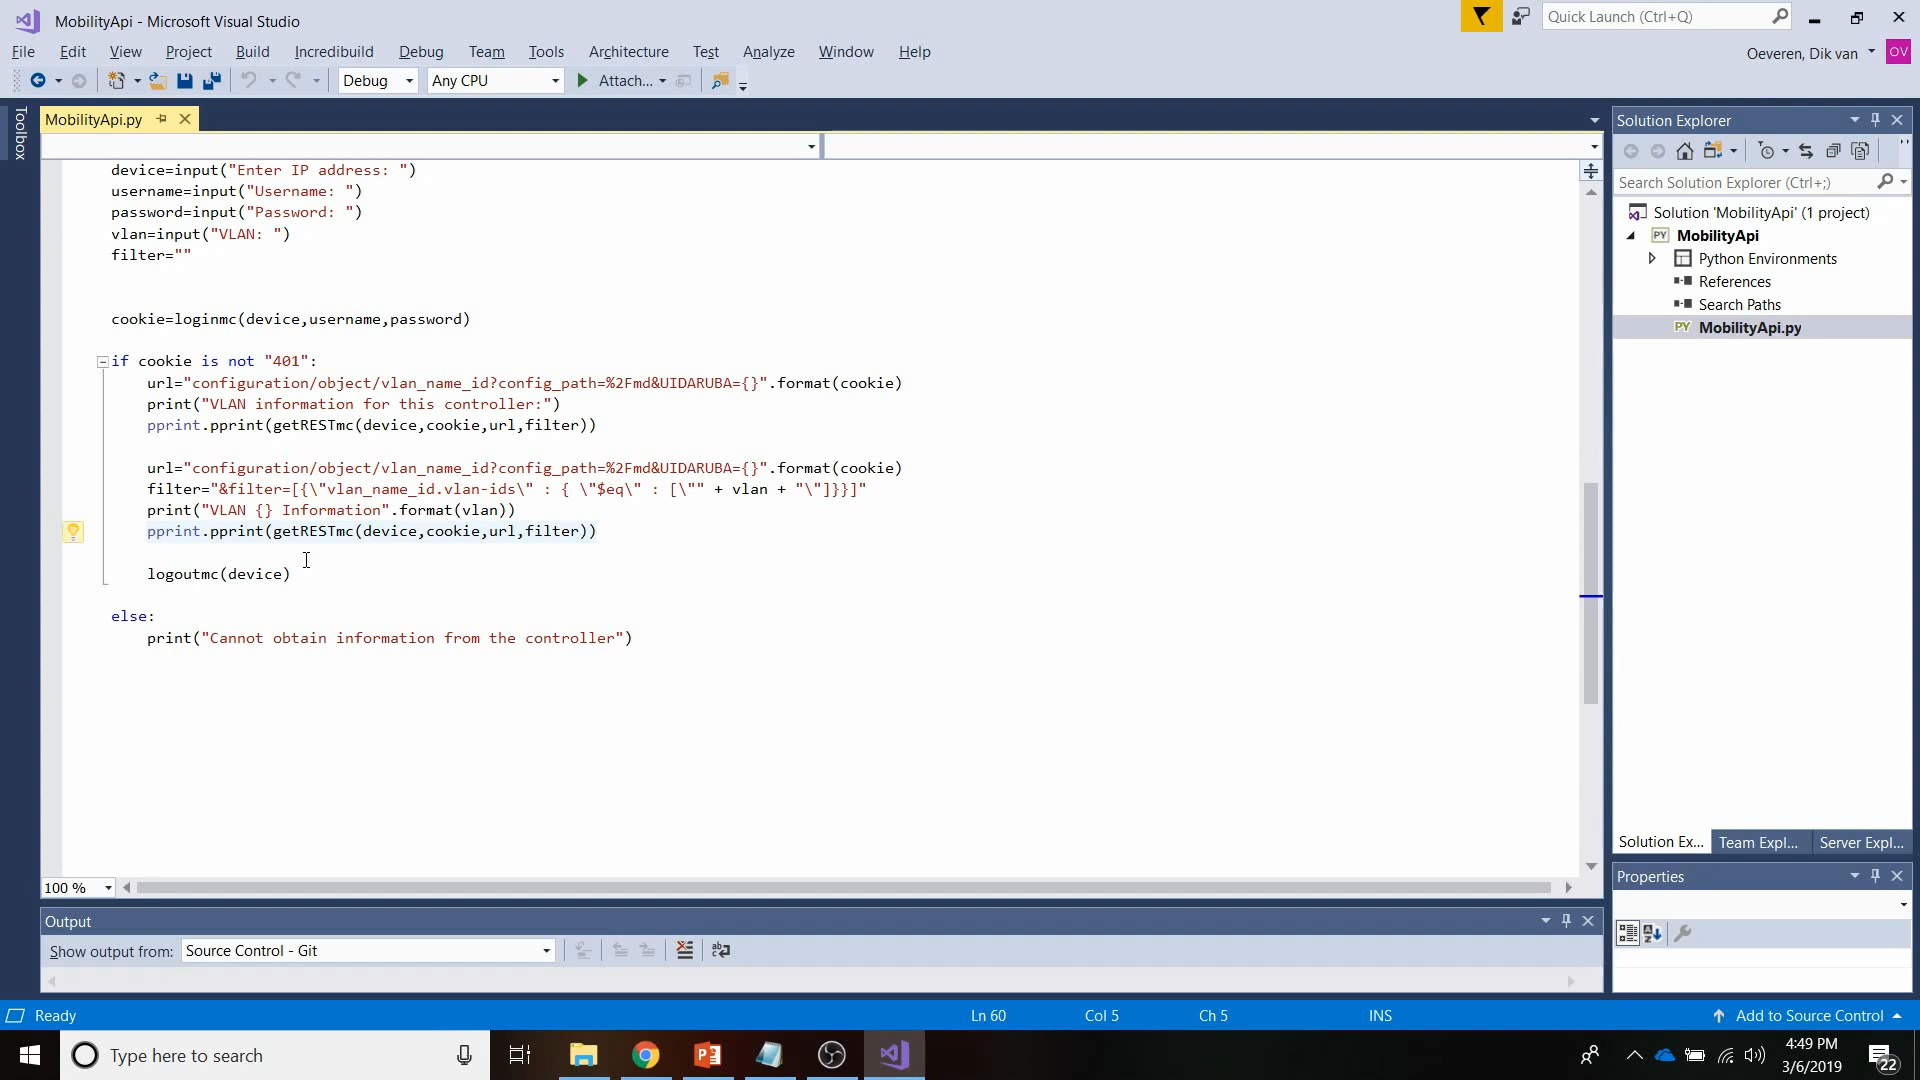 MobilityApi - Microsoft Visual Studio
Quick Launch (Ctrl+Q)
File Edit View Project Build Incredibuild Debug Team Tools Architecture Test Analyze Window Help
Oeveren, Dik van
OV
Debug
Any CPU
Attach...
Toolbox
MobilityApi.py
device=input("Enter IP address: ")
username=input("Username: ")
password=input("Password: ")
vlan=input("VLAN: ")
filter=""
cookie=loginmc(device,username,password)
if cookie is not "401":
url="configuration/object/vlan_name_id?config_path=%2Fmd&UIDARUBA={}".format(cookie)
print("VLAN information for this controller:")
pprint.pprint(getRESTmc(device,cookie,url,filter))
url="configuration/object/vlan_name_id?config_path=%2Fmd&UIDARUBA={}".format(cookie)
filter="&filter=[{\"vlan_name_id.vlan-ids\" : { \"$eq\" : [\"" + vlan + "\"]}}]"
print("VLAN {} Information".format(vlan))
pprint.pprint(getRESTmc(device,cookie,url,filter))
logoutmc(device)
else:
print("Cannot obtain information from the controller")
100 %
Solution Explorer
Search Solution Explorer (Ctrl+;)
Solution 'MobilityApi' (1 project)
PY MobilityApi
Python Environments
References
Search Paths
PY MobilityApi.py
Solution Ex... Team Expl... Server Expl...
Properties
Output
Show output from: Source Control - Git
Ready
Ln 60
Col 5
Ch 5
INS
Add to Source Control
Type here to search
4:49 PM
3/6/2019
22